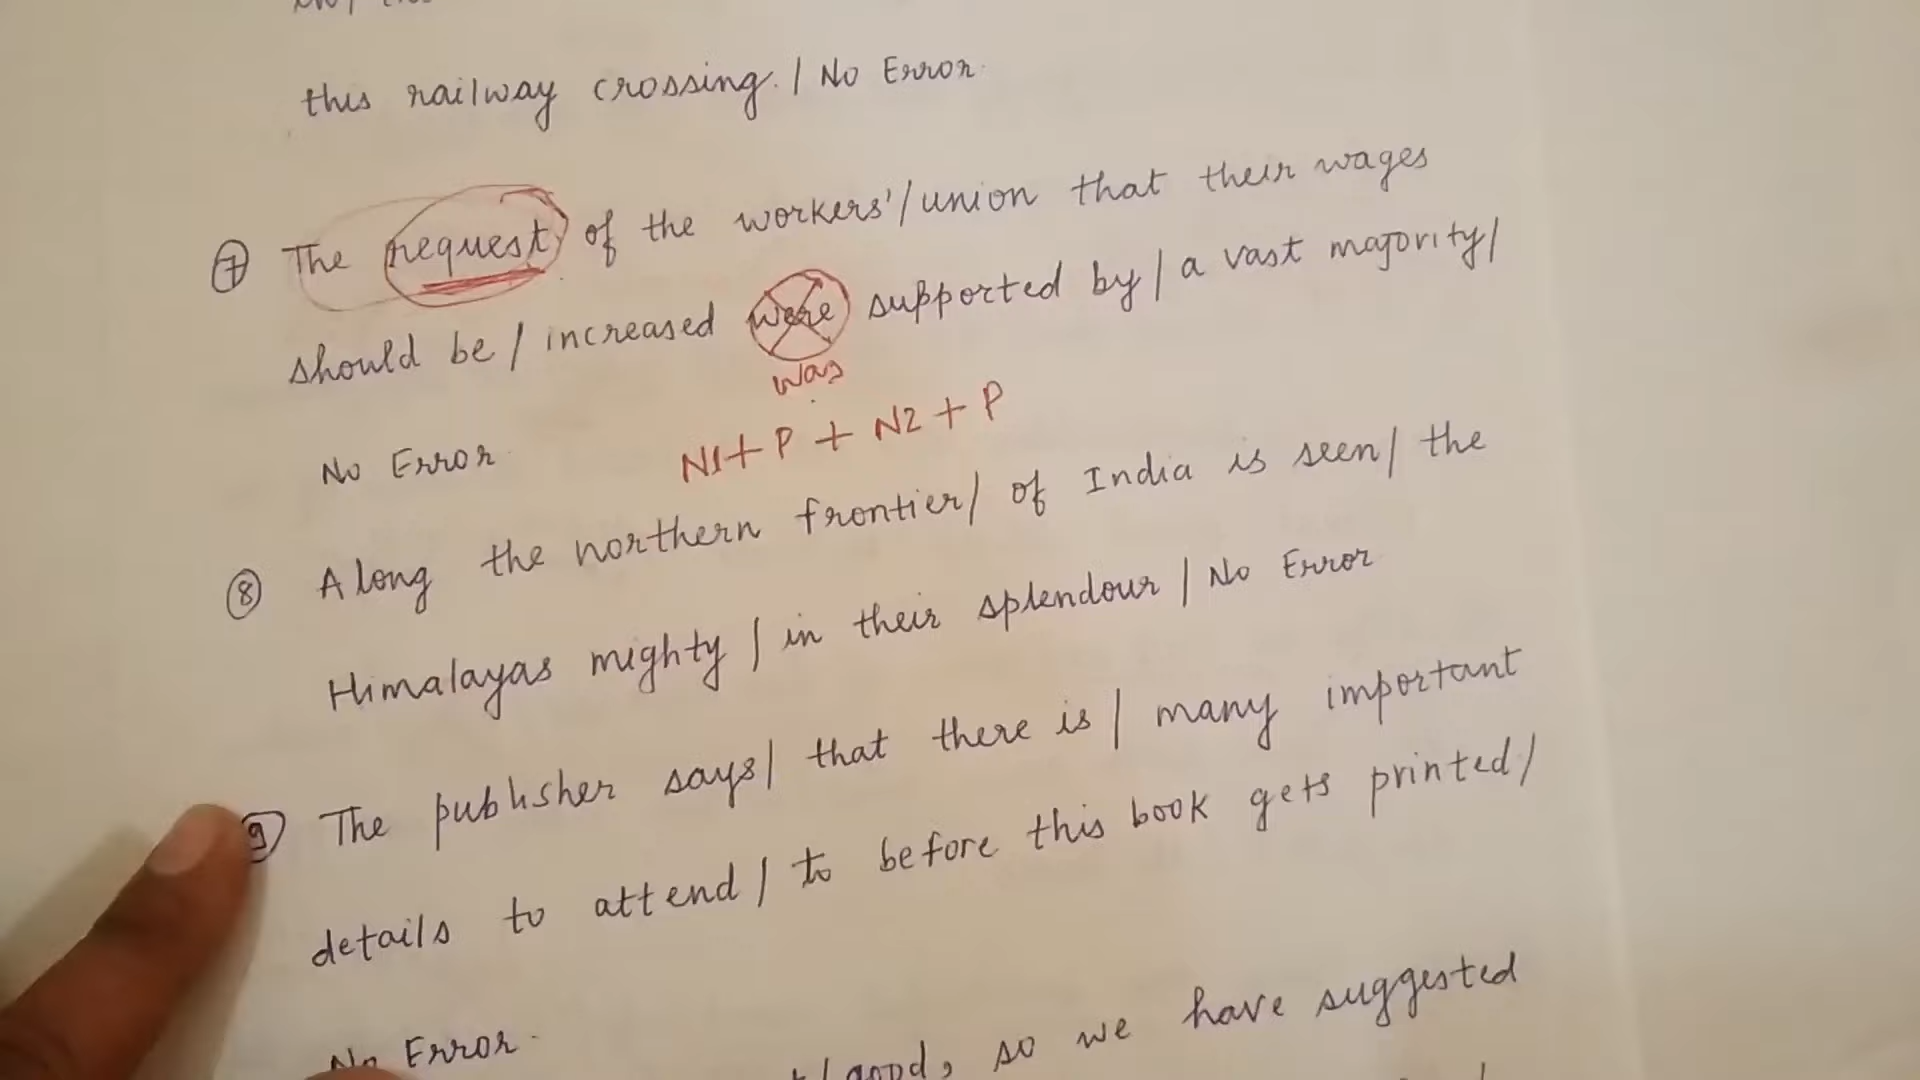 this railway crossing. / No Error.
⑦ The request of the workers' / union that their wages
should be / increased were supported by / a vast majority /
was
No Error
N1 + P + N2 + P
⑧ Along the northern frontier / of India is seen / the
Himalayas mighty / in their splendour / No Error
⑨ The publisher says / that there is / many important
details to attend / to before this book gets printed /
No Error.
good, so we have suggested